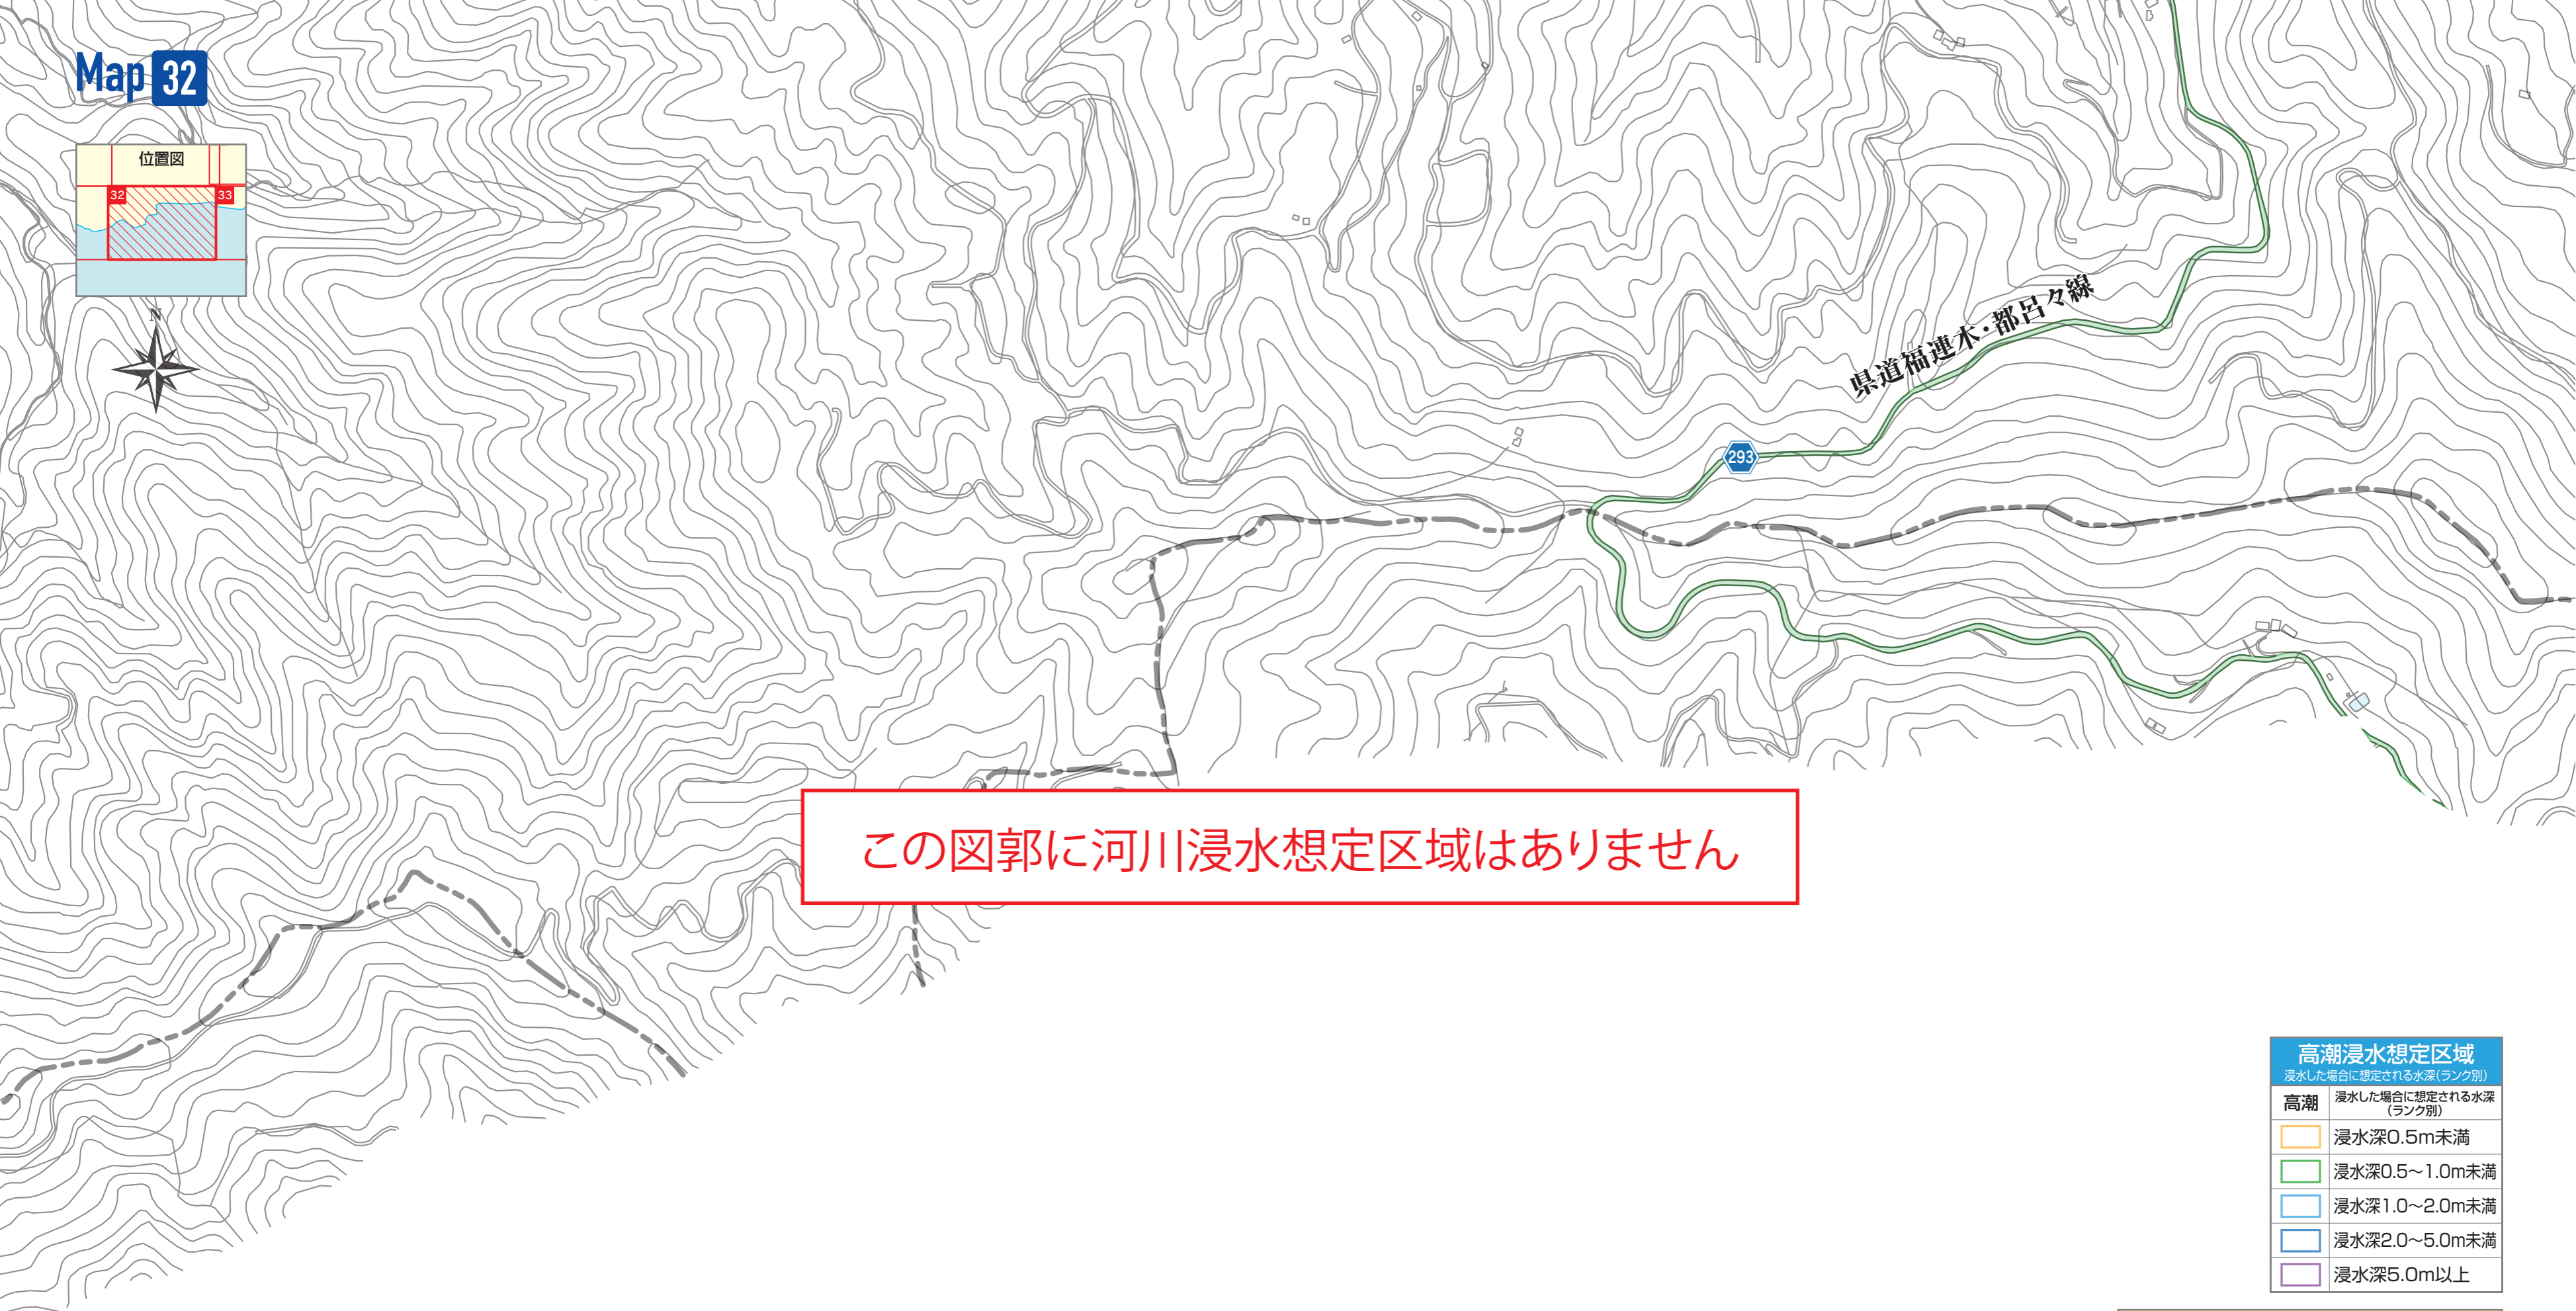 Map 32
位置図
32
33
N
県道福連木・都呂々線
293
この図郭に河川浸水想定区域はありません
高潮浸水想定区域
浸水した場合に想定される水深(ランク別)
高潮
浸水した場合に想定される水深
(ランク別)
浸水深0.5m未満
浸水深0.5〜1.0m未満
浸水深1.0〜2.0m未満
浸水深2.0〜5.0m未満
浸水深5.0m以上